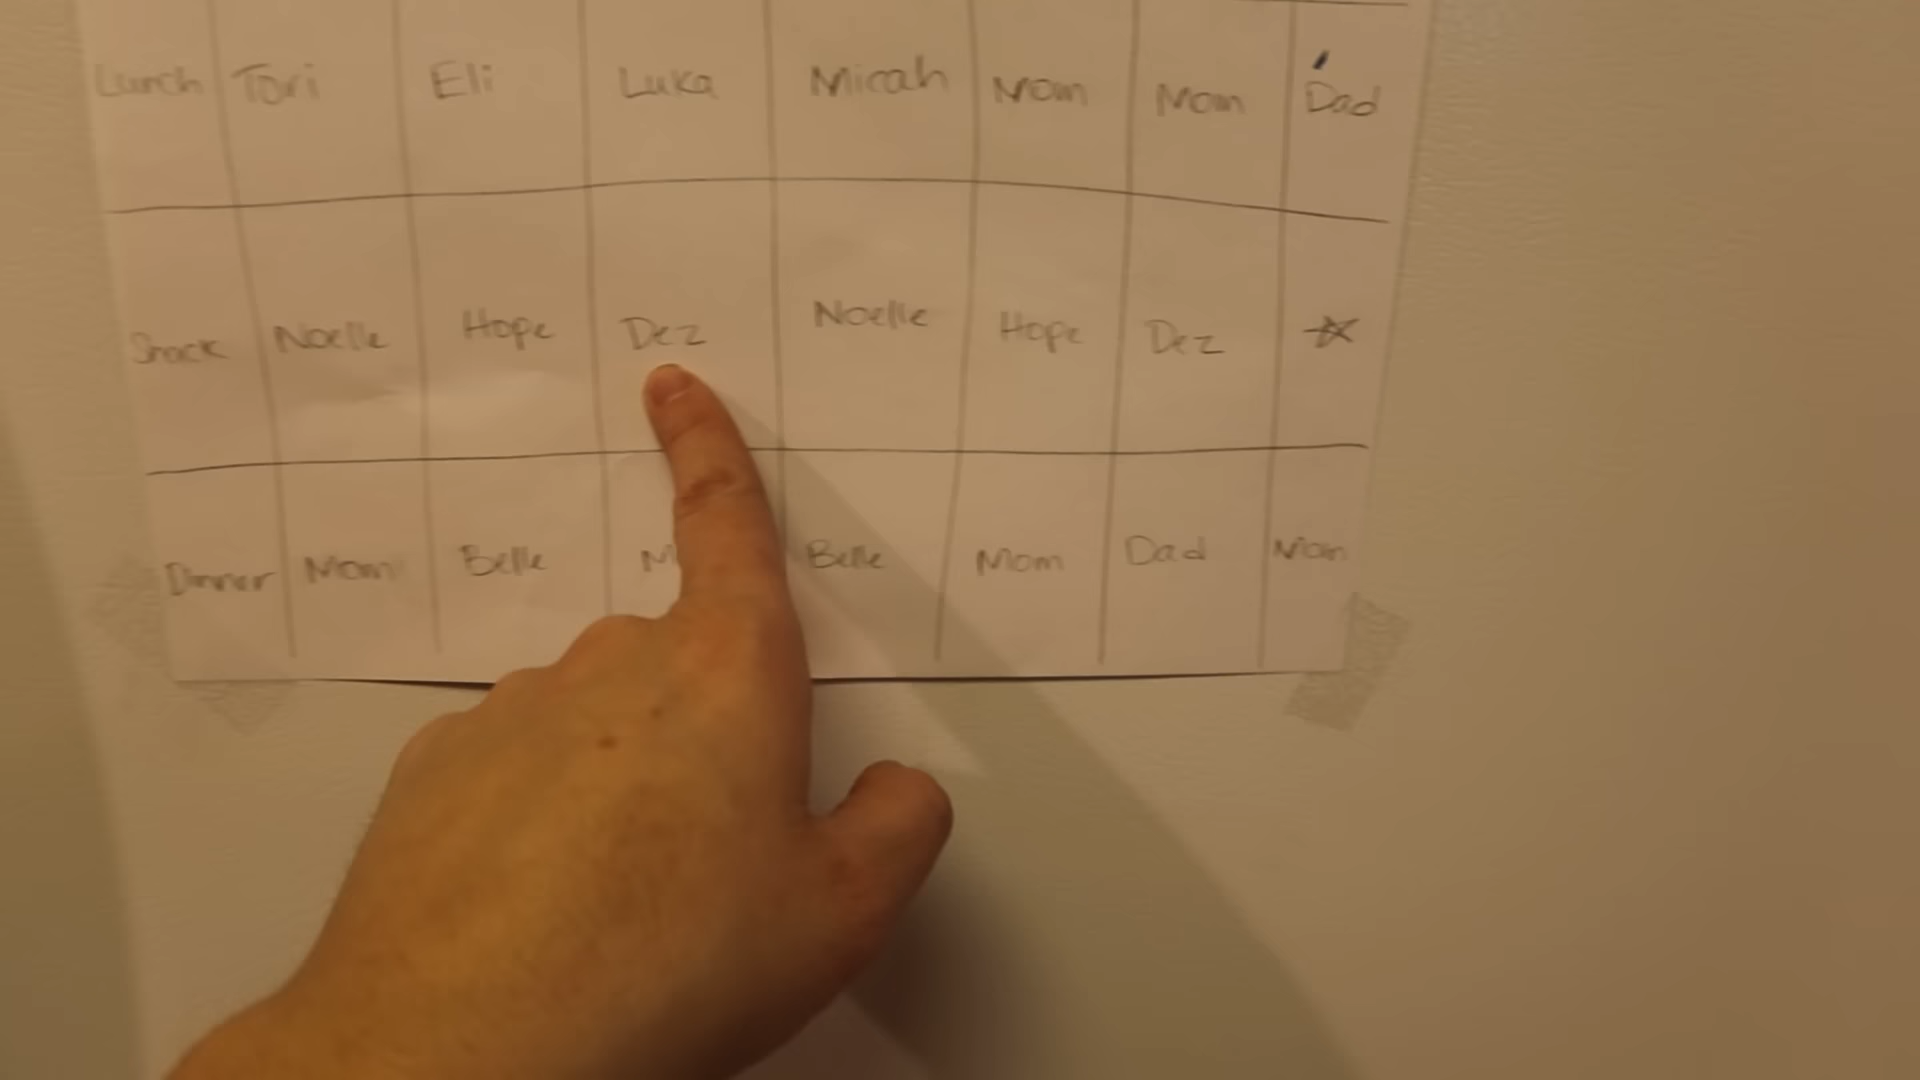 Lunch Tori Eli Luka Micah Mom Mom Dad
Snack Noelle Hope Dez Noelle Hope Dez
Dinner Mom Belle M Belle Mom Dad Mom